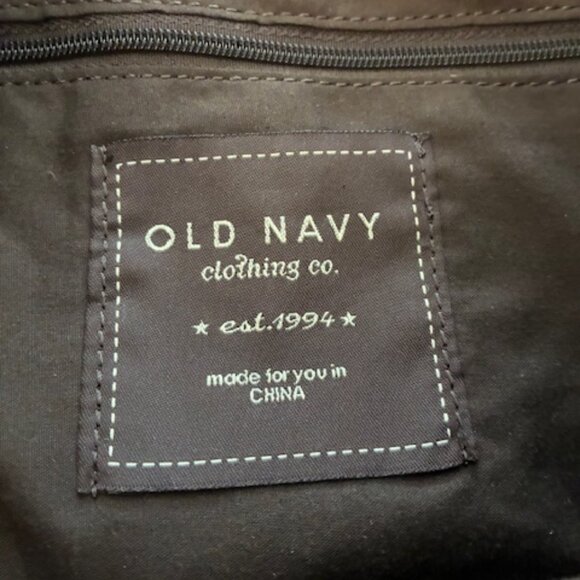 OLD NAVY
clothing co.
★ est.1994 ★
made for you in
CHINA